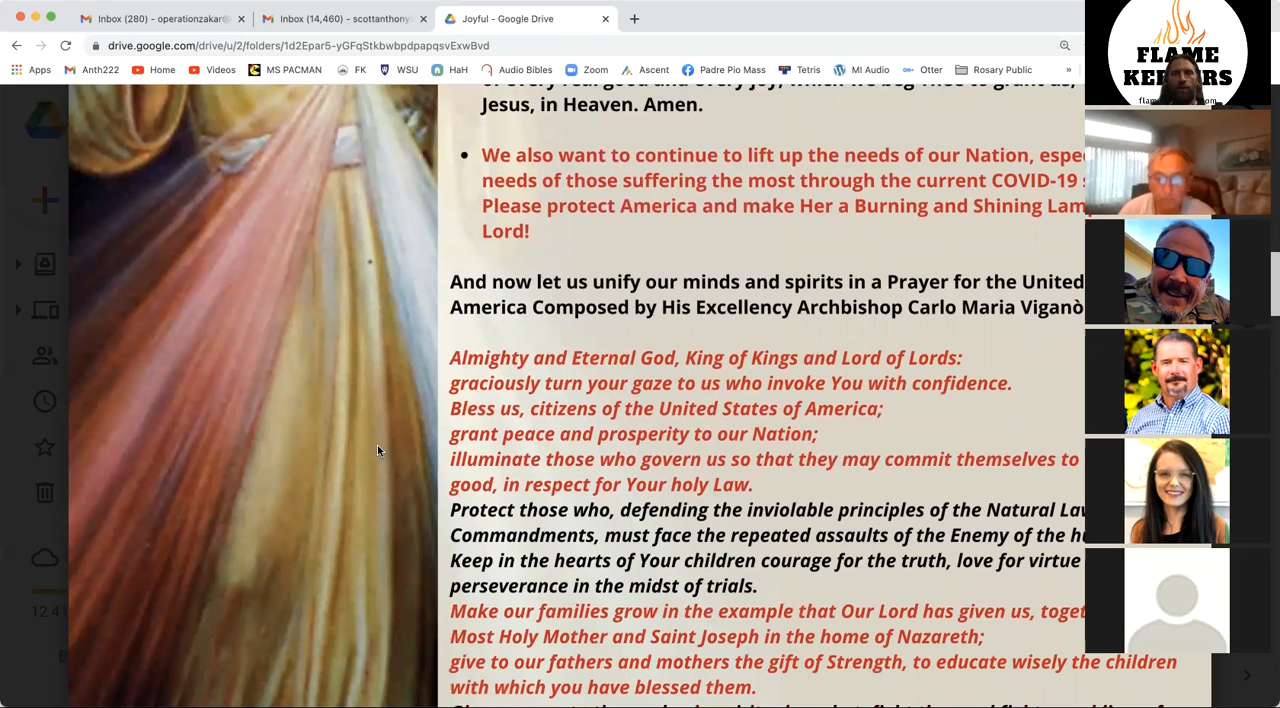 Inbox (280) - operationzakar@
Inbox (14,460) - scottanthony
Joyful - Google Drive
drive.google.com/drive/u/2/folders/1d2Epar5-yGFqStkbwbpdpapqsvExwBvd
Apps
Anth222
Home
Videos
MS PACMAN
FK
WSU
Hall
Audio Bibles
Zoom
Ascent
Padre Pio Mass
Tetris
MI Audio
Otter
Rosary Public
»
FLAME
KEEPERS
Jesus, in Heaven. Amen.
• We also want to continue to lift up the needs of our Nation,
needs of those suffering the most through the current COVID-19
Please protect America and make Her a Burning and Shining
Lord!
And now let us unify our minds and spirits in a Prayer for the United
America Composed by His Excellency Archbishop Carlo Maria Viganò
Almighty and Eternal God, King of Kings and Lord of Lords:
graciously turn your gaze to us who invoke You with confidence.
Bless us, citizens of the United States of America;
grant peace and prosperity to our Nation;
illuminate those who govern us so that they may commit themselves to
good, in respect for Your holy Law.
Protect those who, defending the inviolable principles of the Natural
Commandments, must face the repeated assaults of the Enemy of the
Keep in the hearts of Your children courage for the truth, love for virtue
perseverance in the midst of trials.
Make our families grow in the example that Our Lord has given us,
Most Holy Mother and Saint Joseph in the home of Nazareth;
give to our fathers and mothers the gift of Strength, to educate wisely the children
with which you have blessed them.
12.4